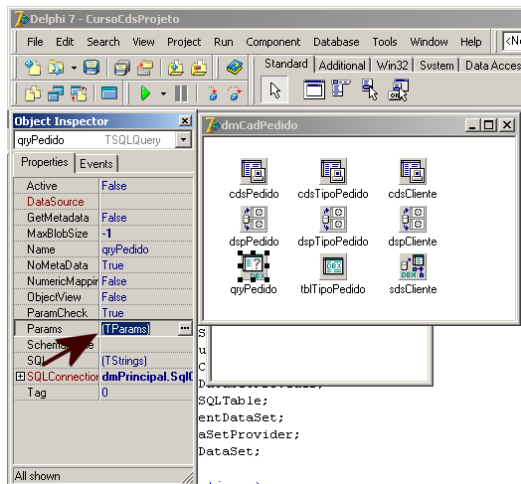 Delphi 7 - CursoCdsProjeto
File Edit Search View Project Run Component Database Tools Window Help
Standard Additional Win32 System Data Acces
Object Inspector
qryPedido TSQLQuery
Properties Events
Active False
DataSource
GetMetadata False
MaxBlobSize -1
Name qryPedido
NoMetaData True
NumericMappin False
ObjectView False
ParamCheck True
Params (TParams) ...
SQL (TStrings)
SQLConnection dmPrincipal.SqlC
Tag 0
All shown
dmCadPedido
cdsPedido cdsTipoPedido cdsCliente
dspPedido dspTipoPedido dspCliente
qryPedido tblTipoPedido sdsCliente
SQLTable;
entDataSet;
aSetProvider;
DataSet;